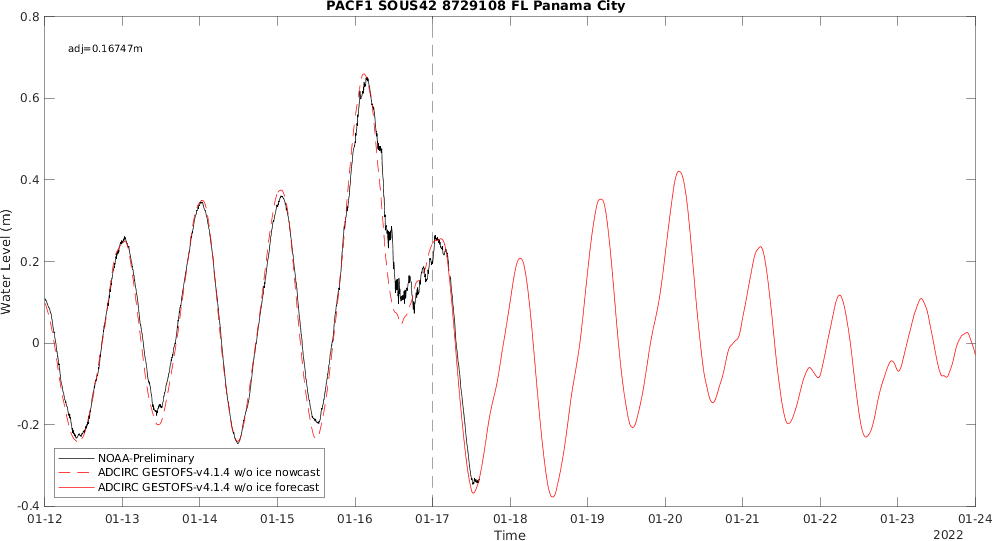 PACF1 SOUS42 8729108 FL Panama City
adj=0.16747m
Water Level (m)
0.8
0.6
0.4
0.2
0
-0.2
-0.4
NOAA-Preliminary
ADCIRC GESTOFS-v4.1.4 w/o ice nowcast
ADCIRC GESTOFS-v4.1.4 w/o ice forecast
01-12 01-13 01-14 01-15 01-16 01-17 01-18 01-19 01-20 01-21 01-22 01-23 01-24
Time
2022